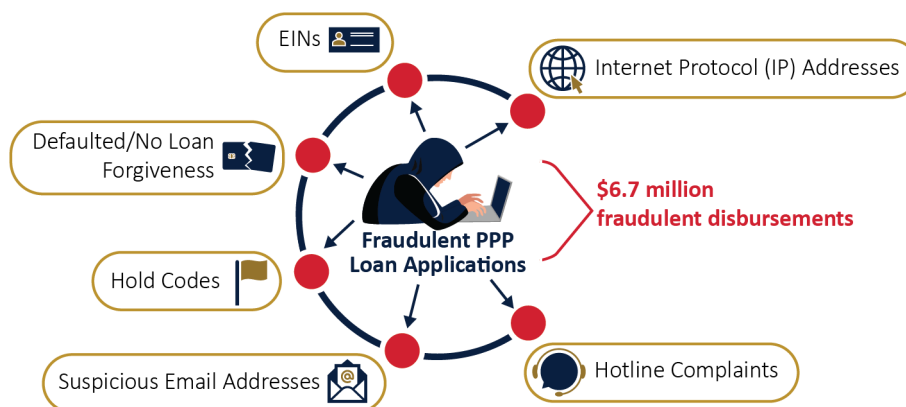 EINs
Internet Protocol (IP) Addresses
Defaulted/No Loan
Forgiveness
$6.7 million
fraudulent disbursements
Fraudulent PPP
Loan Applications
Hold Codes
Suspicious Email Addresses
@
Hotline Complaints